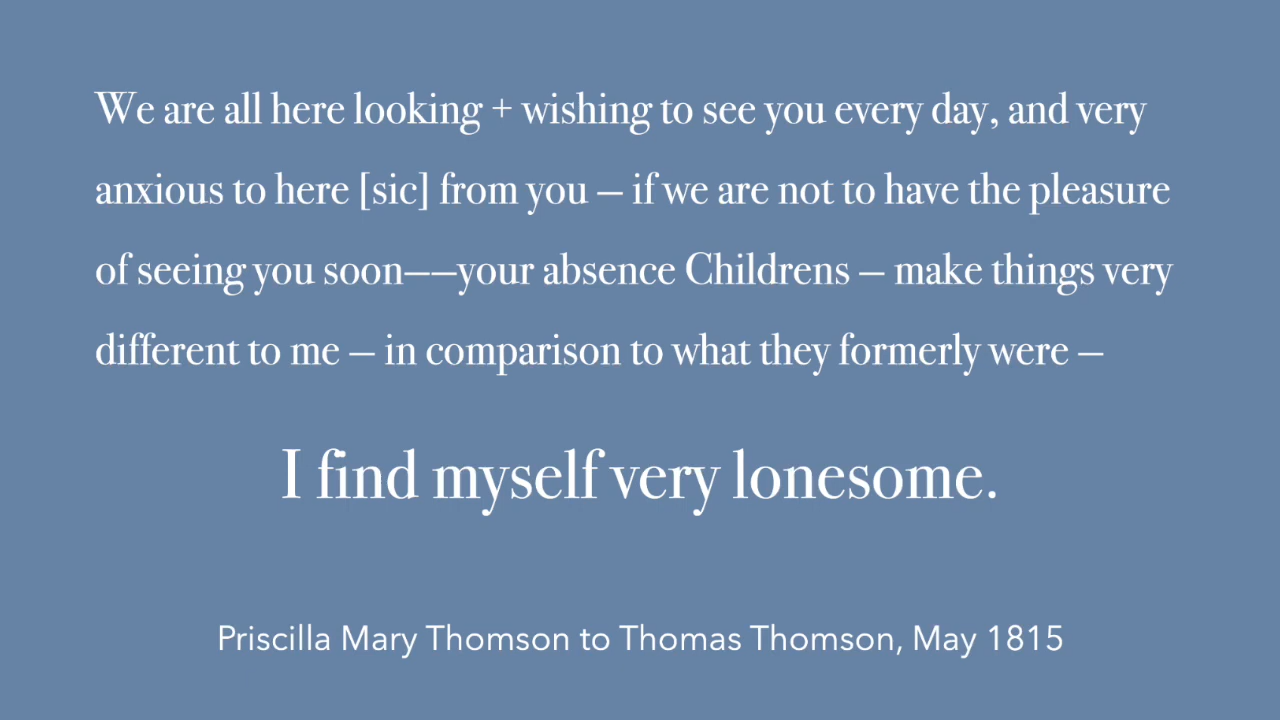 We are all here looking + wishing to see you every day, and very
anxious to here [sic] from you – if we are not to have the pleasure
of seeing you soon––your absence Childrens – make things very
different to me – in comparison to what they formerly were –
I find myself very lonesome.
Priscilla Mary Thomson to Thomas Thomson, May 1815